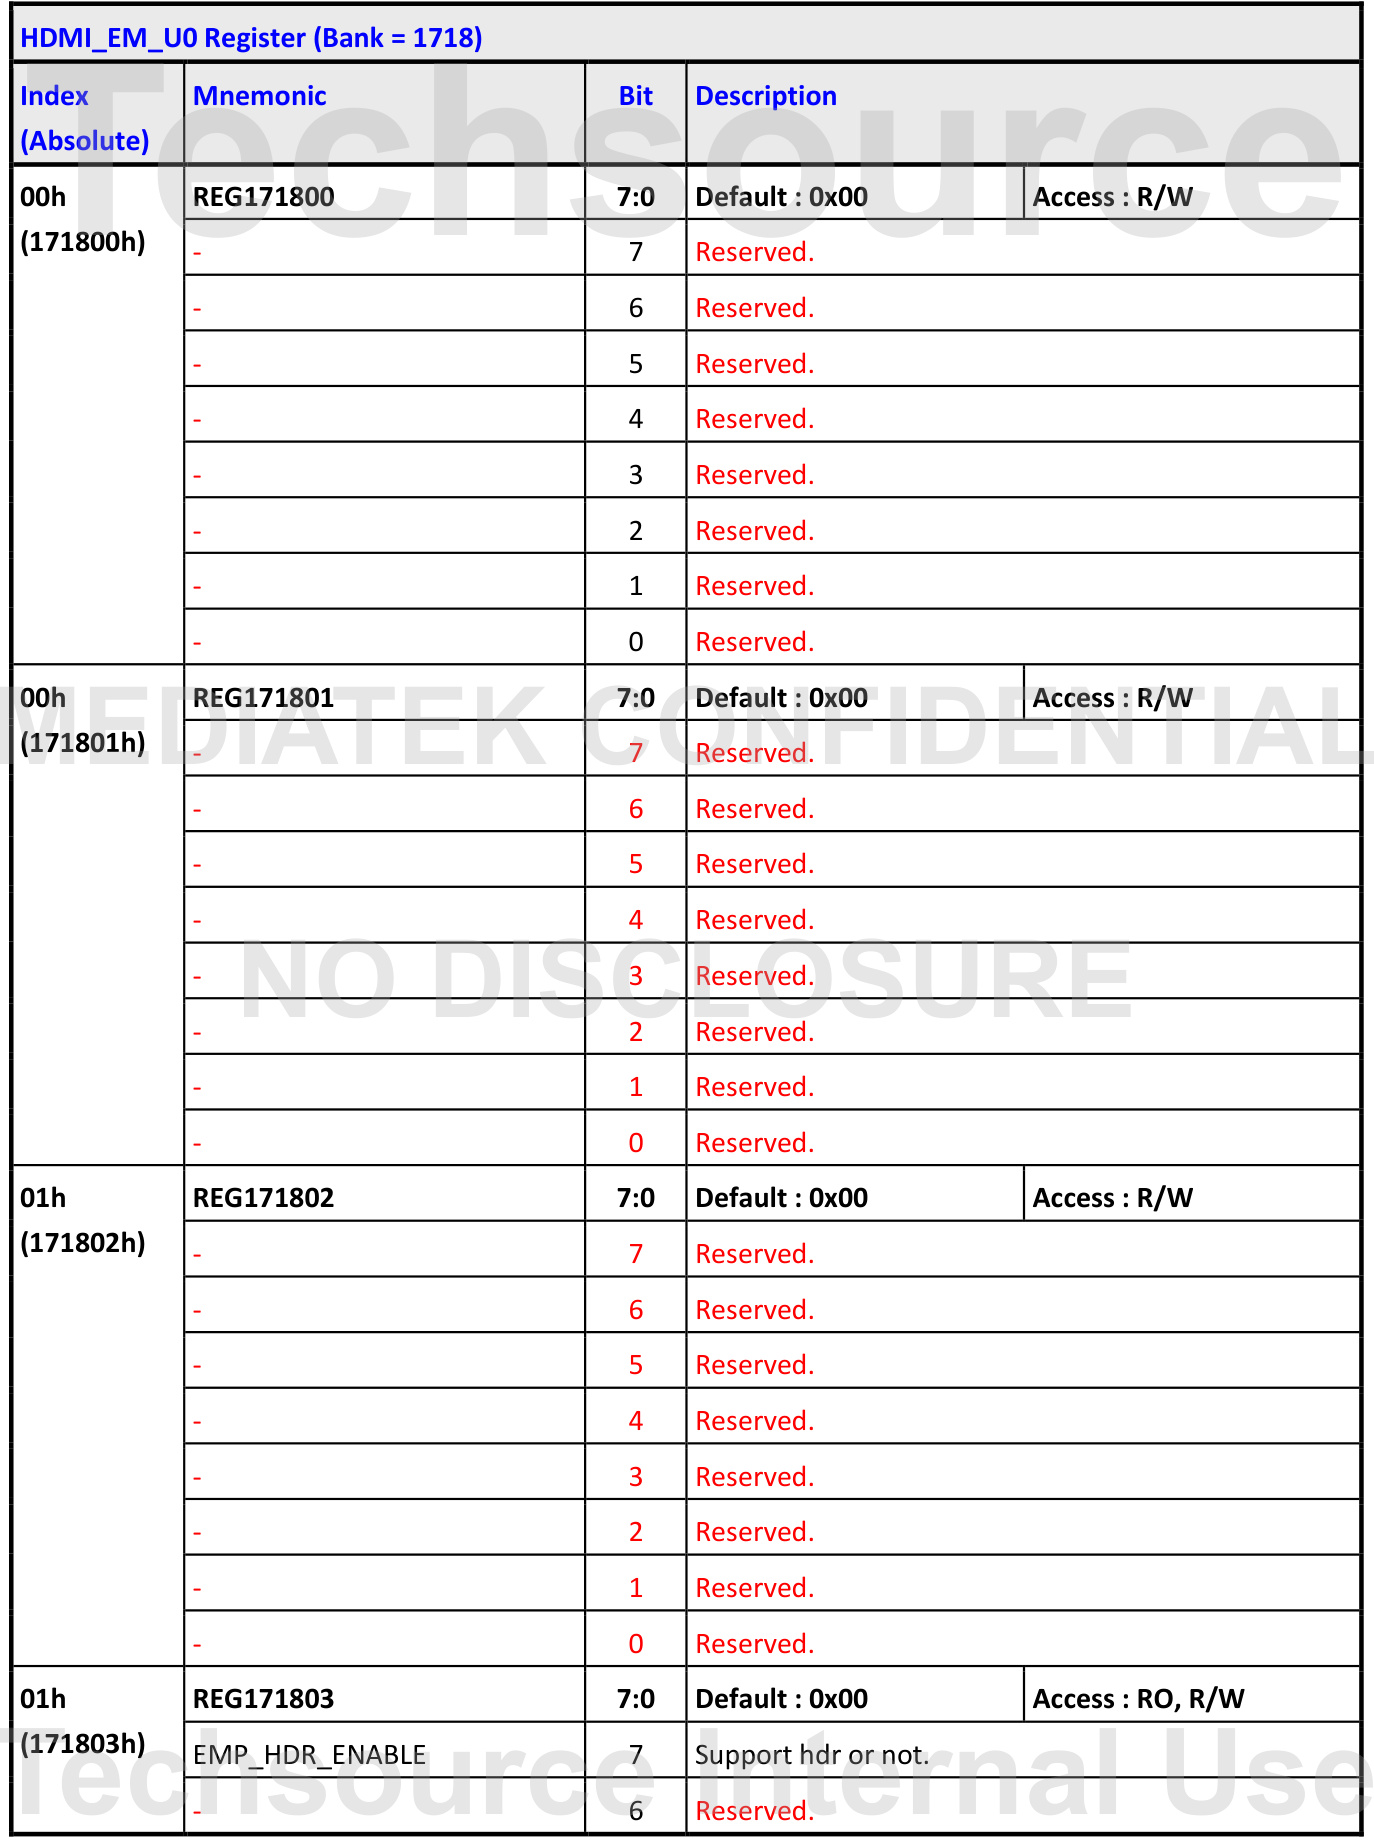 HDMI_EM_U0 Register (Bank = 1718)
Index (Absolute) Mnemonic Bit Description
00h (171800h) REG171800 7:0 Default : 0x00 Access : R/W
- 7 Reserved.
- 6 Reserved.
- 5 Reserved.
- 4 Reserved.
- 3 Reserved.
- 2 Reserved.
- 1 Reserved.
- 0 Reserved.
00h (171801h) REG171801 7:0 Default : 0x00 Access : R/W
- 7 Reserved.
- 6 Reserved.
- 5 Reserved.
- 4 Reserved.
- 3 Reserved.
- 2 Reserved.
- 1 Reserved.
- 0 Reserved.
01h (171802h) REG171802 7:0 Default : 0x00 Access : R/W
- 7 Reserved.
- 6 Reserved.
- 5 Reserved.
- 4 Reserved.
- 3 Reserved.
- 2 Reserved.
- 1 Reserved.
- 0 Reserved.
01h (171803h) REG171803 7:0 Default : 0x00 Access : RO, R/W
EMP_HDR_ENABLE 7 Support hdr or not.
- 6 Reserved.
Techsource
MEDIATEK CONFIDENTIAL
NO DISCLOSURE
Techsource Internal Use